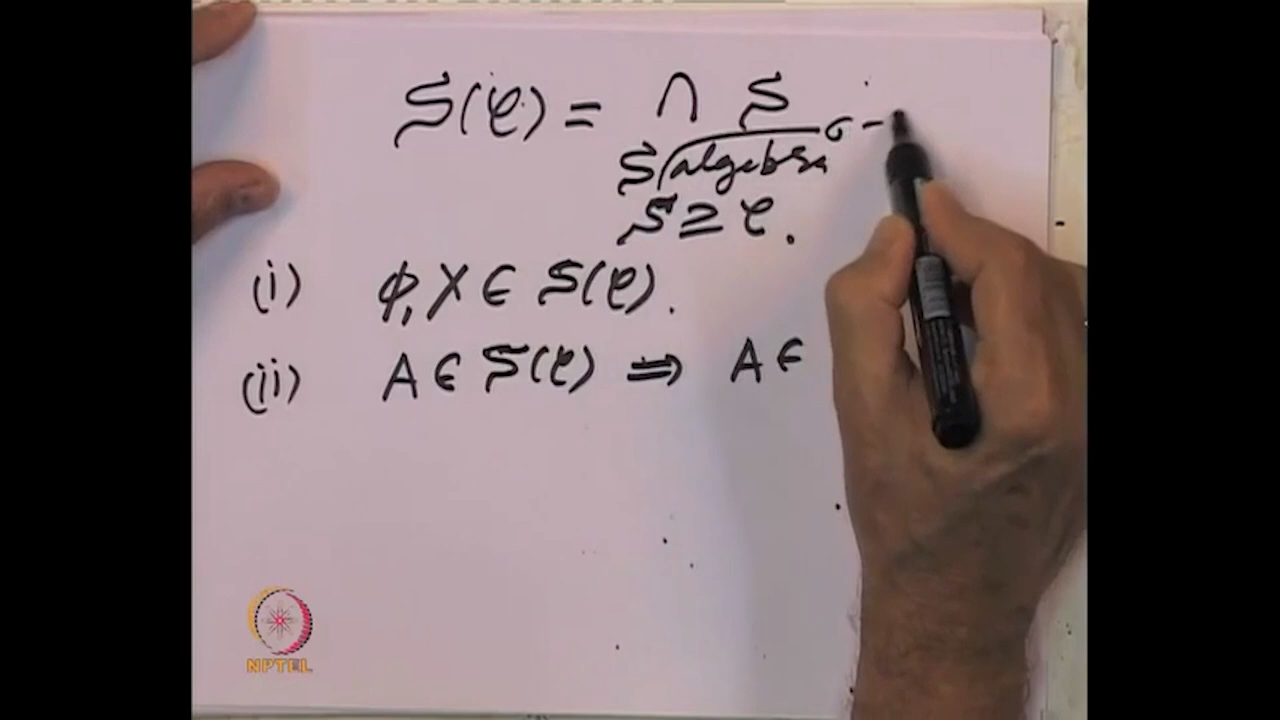 S(C) = ∩ S
S algebra σ-
S ⊇ C.
(i) φ, X ∈ S(C).
(ii) A ∈ S(C) ⇒ A ∈
NPTEL